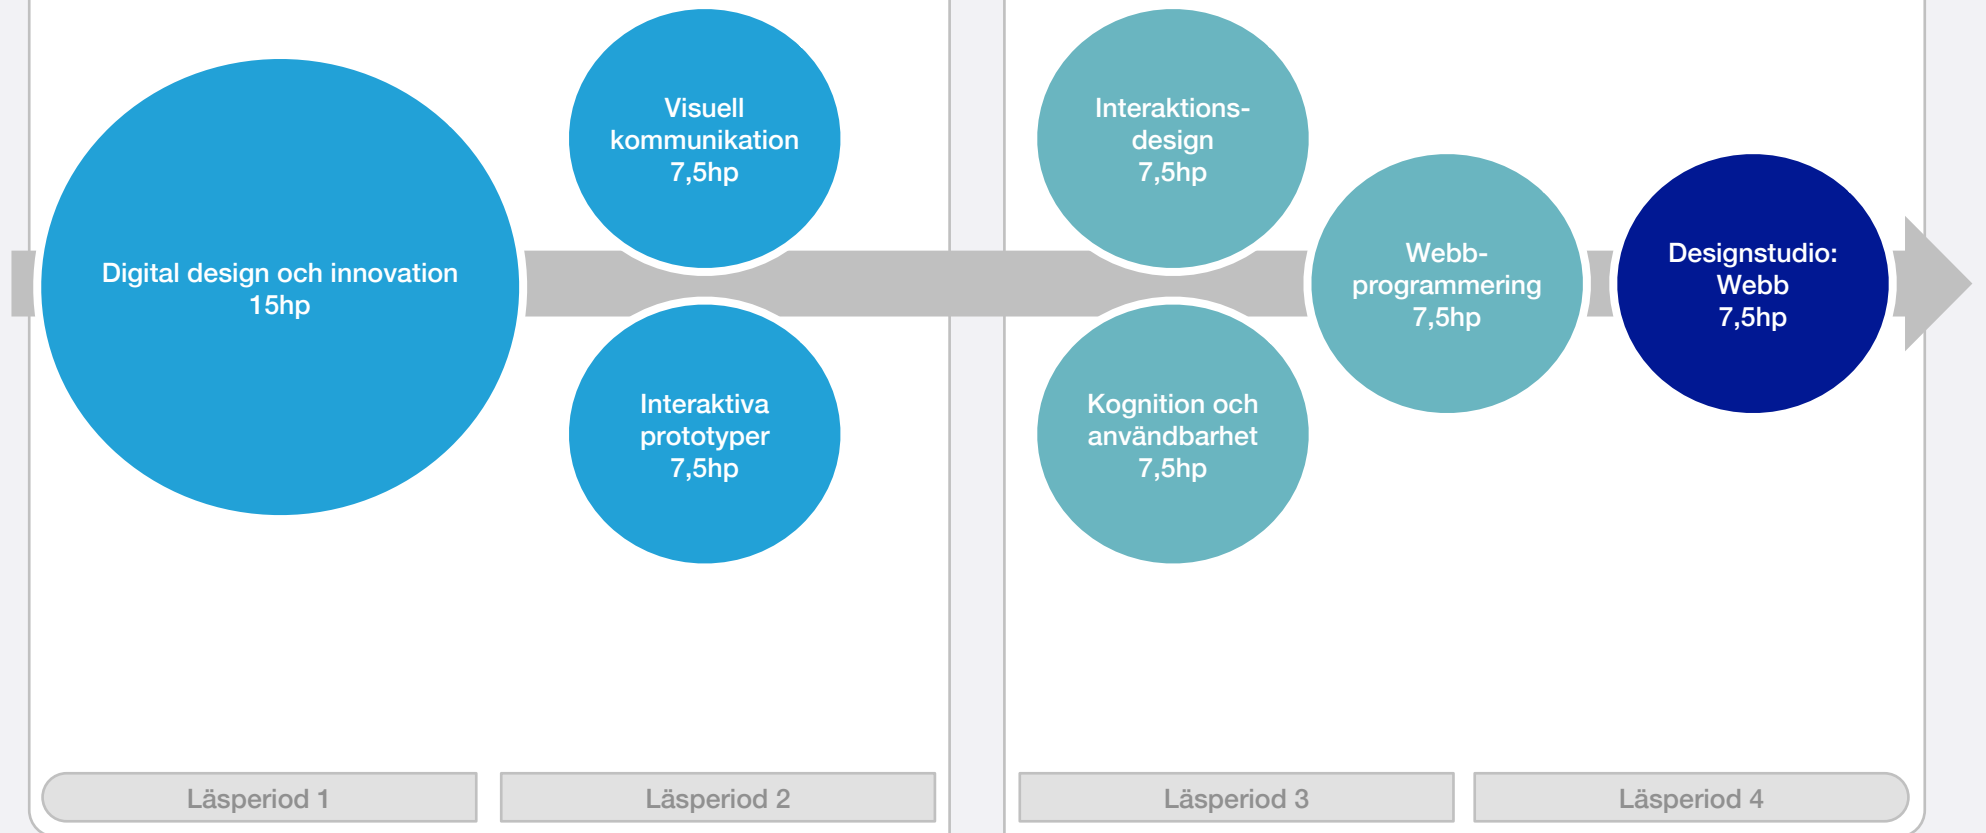 Digital design och innovation
15hp
Visuell
kommunikation
7,5hp
Interaktiva
prototyper
7,5hp
Interaktions-
design
7,5hp
Kognition och
användbarhet
7,5hp
Webb-
programmering
7,5hp
Designstudio:
Webb
7,5hp
Läsperiod 1
Läsperiod 2
Läsperiod 3
Läsperiod 4